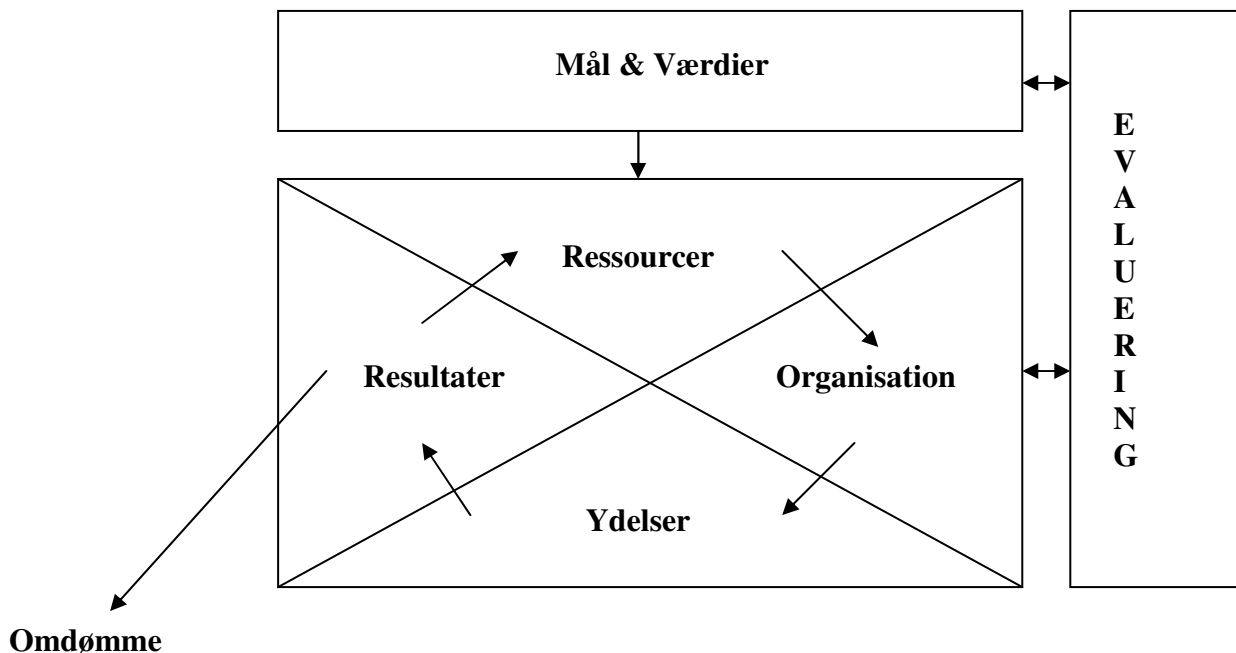 Mål & Værdier
E
V
A
L
U
E
R
I
N
G
Ressourcer
Resultater
Organisation
Ydelser
Omdømme